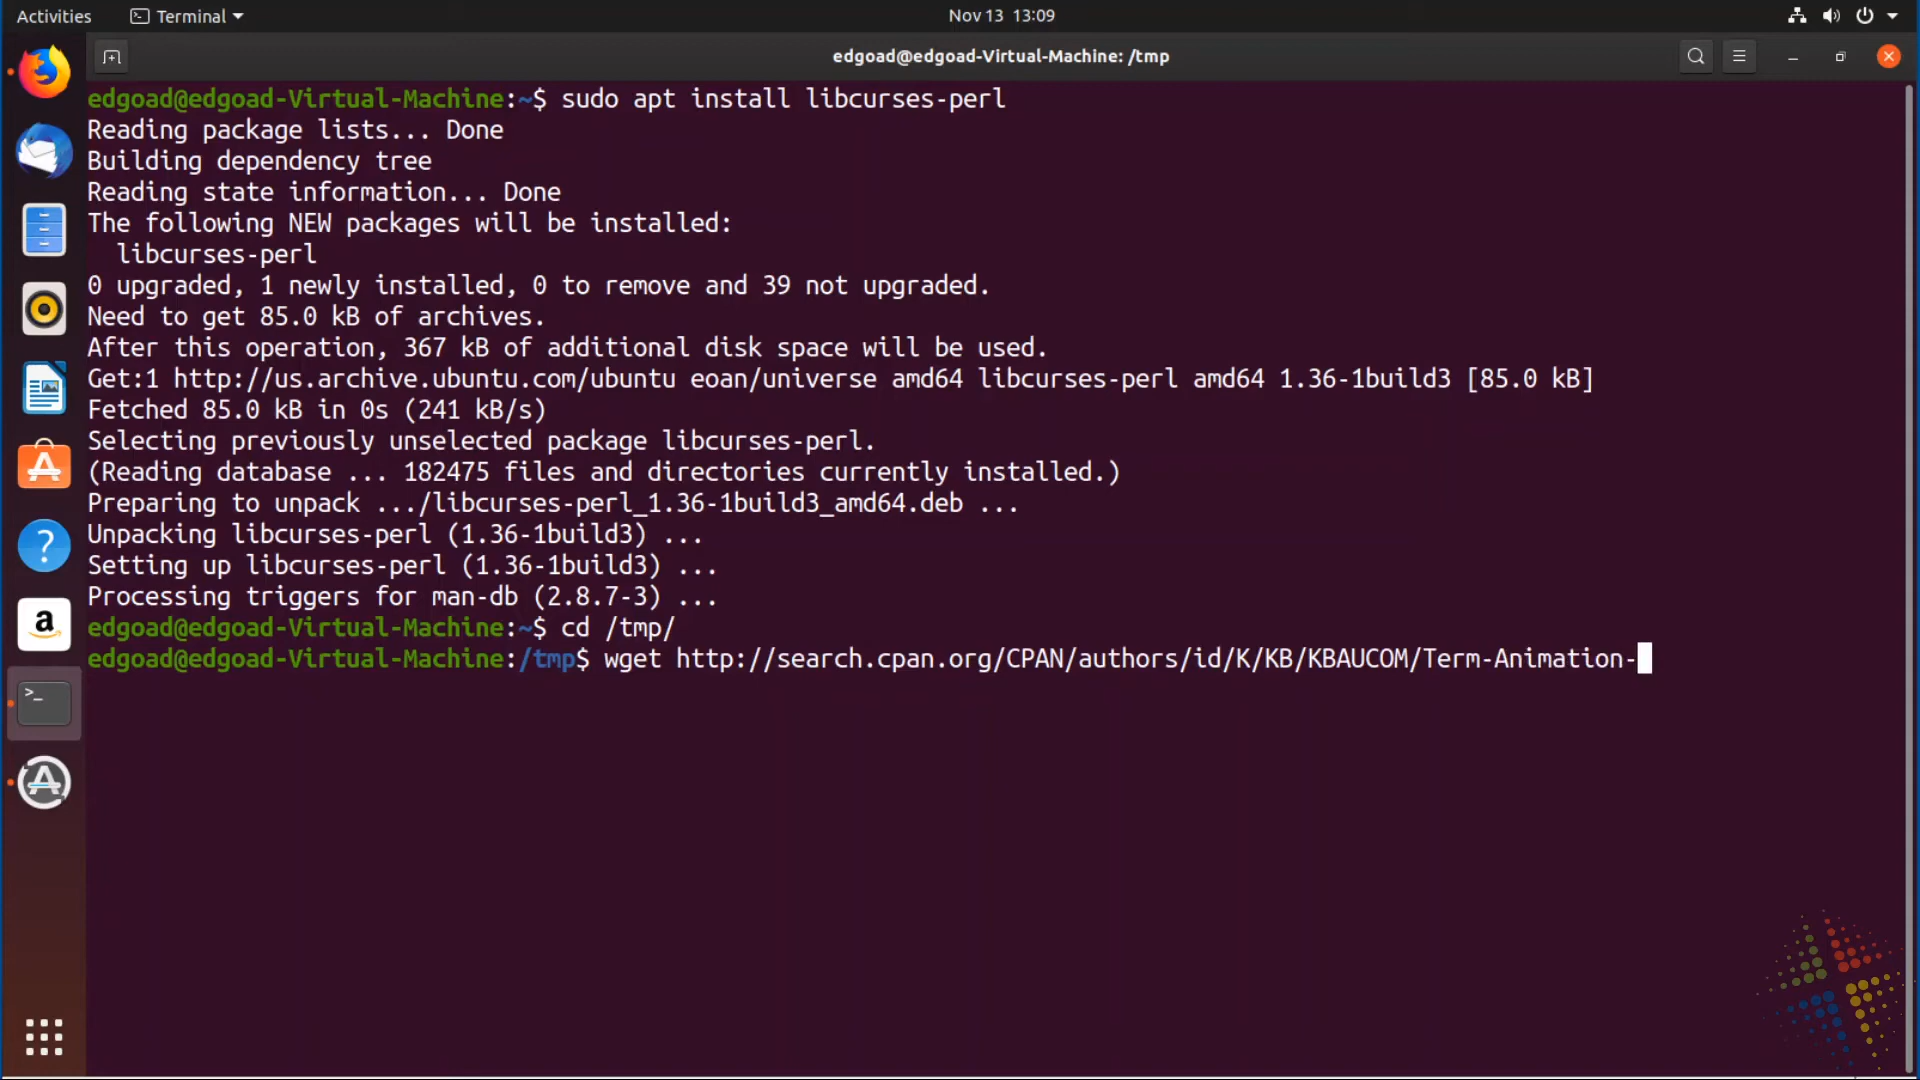 Activities Terminal Nov 13 13:09
edgoad@edgoad-Virtual-Machine: /tmp
edgoad@edgoad-Virtual-Machine:~$ sudo apt install libcurses-perl
Reading package lists... Done
Building dependency tree
Reading state information... Done
The following NEW packages will be installed:
  libcurses-perl
0 upgraded, 1 newly installed, 0 to remove and 39 not upgraded.
Need to get 85.0 kB of archives.
After this operation, 367 kB of additional disk space will be used.
Get:1 http://us.archive.ubuntu.com/ubuntu eoan/universe amd64 libcurses-perl amd64 1.36-1build3 [85.0 kB]
Fetched 85.0 kB in 0s (241 kB/s)
Selecting previously unselected package libcurses-perl.
(Reading database ... 182475 files and directories currently installed.)
Preparing to unpack .../libcurses-perl_1.36-1build3_amd64.deb ...
Unpacking libcurses-perl (1.36-1build3) ...
Setting up libcurses-perl (1.36-1build3) ...
Processing triggers for man-db (2.8.7-3) ...
edgoad@edgoad-Virtual-Machine:~$ cd /tmp/
edgoad@edgoad-Virtual-Machine:/tmp$ wget http://search.cpan.org/CPAN/authors/id/K/KB/KBAUCOM/Term-Animation-